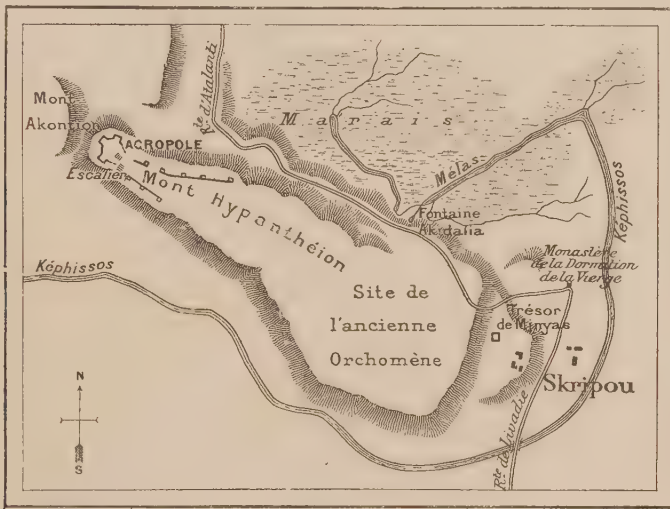 Mont
Akontion
Rte d'Atalanti
Marais
ACROPOLE
Escalier
Mont Hypanthéion
Mélas
Fontaine
Akidalia
Képhissos
Monastère
de la Dormition
de la Vierge
Képhissos
Site de
l'ancienne
Orchomène
Trésor
de Minyas
Skripou
Rte de Livadie
N
S